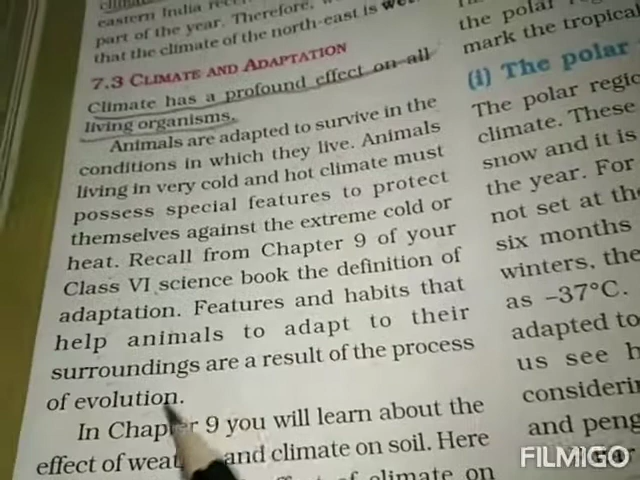 eastern India
part of the year. Therefore,
that the climate of the north-east is
7.3 CLIMATE AND ADAPTATION
Climate has a profound effect on all
living organisms.
Animals are adapted to survive in the
conditions in which they live. Animals
living in very cold and hot climate must
possess special features to protect
themselves against the extreme cold or
heat. Recall from Chapter 9 of your
Class VI science book the definition of
adaptation. Features and habits that
help animals to adapt to their
surroundings are a result of the process
of evolution.
In Chapter 9 you will learn about the
effect of and climate on soil. Here
of climate on
the polar
mark the tropical
(i) The polar
The polar
climate. These
snow and it is
the year. For
not set at the
six months
winters, the
as –37°C.
adapted to
us see
and
FILMIGO